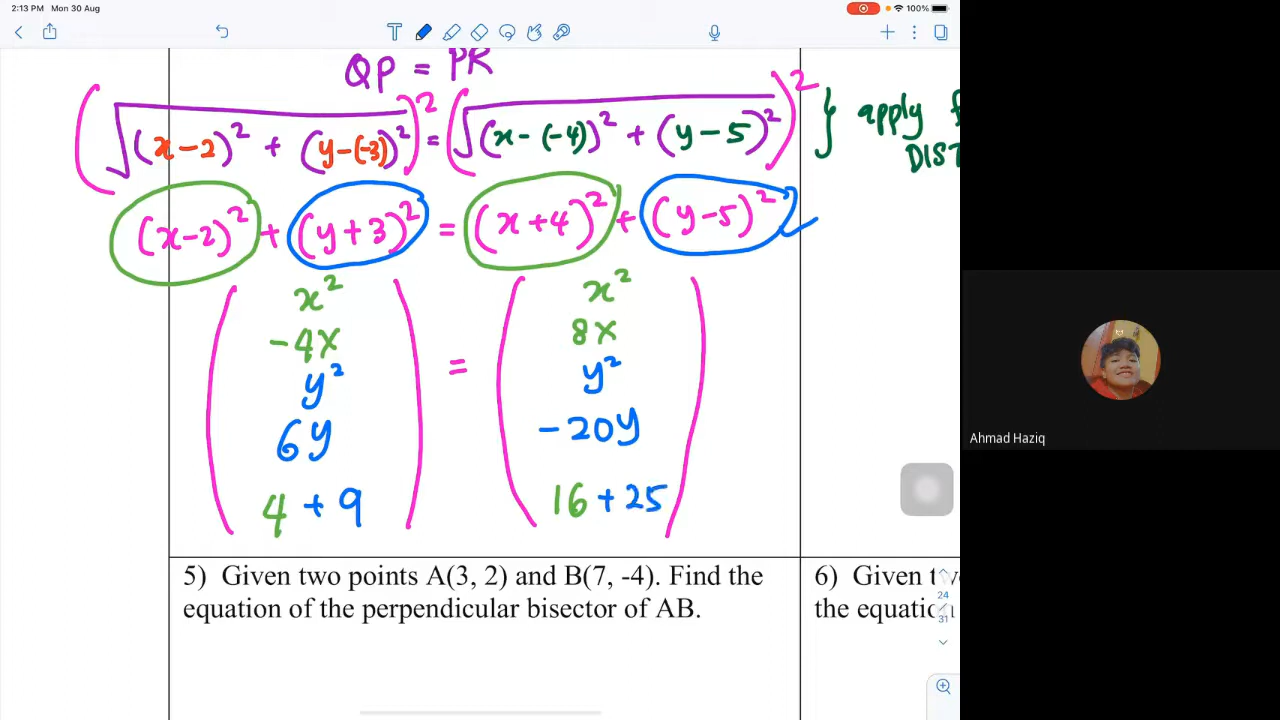 2:13 PM Mon 30 Aug
100%
QP = PR
(√(x-2)² + (y-(-3))²)² = (√(x-(-4))² + (y-5)²)² } apply
DIST
(x-2)² + (y+3)² = (x+4)² + (y-5)²
x² x²
-4x 8x
y² = y²
6y -20y
4 + 9 16 + 25
Ahmad Haziq
5) Given two points A(3, 2) and B(7, -4). Find the
equation of the perpendicular bisector of AB.
6) Given
the equation
24
31